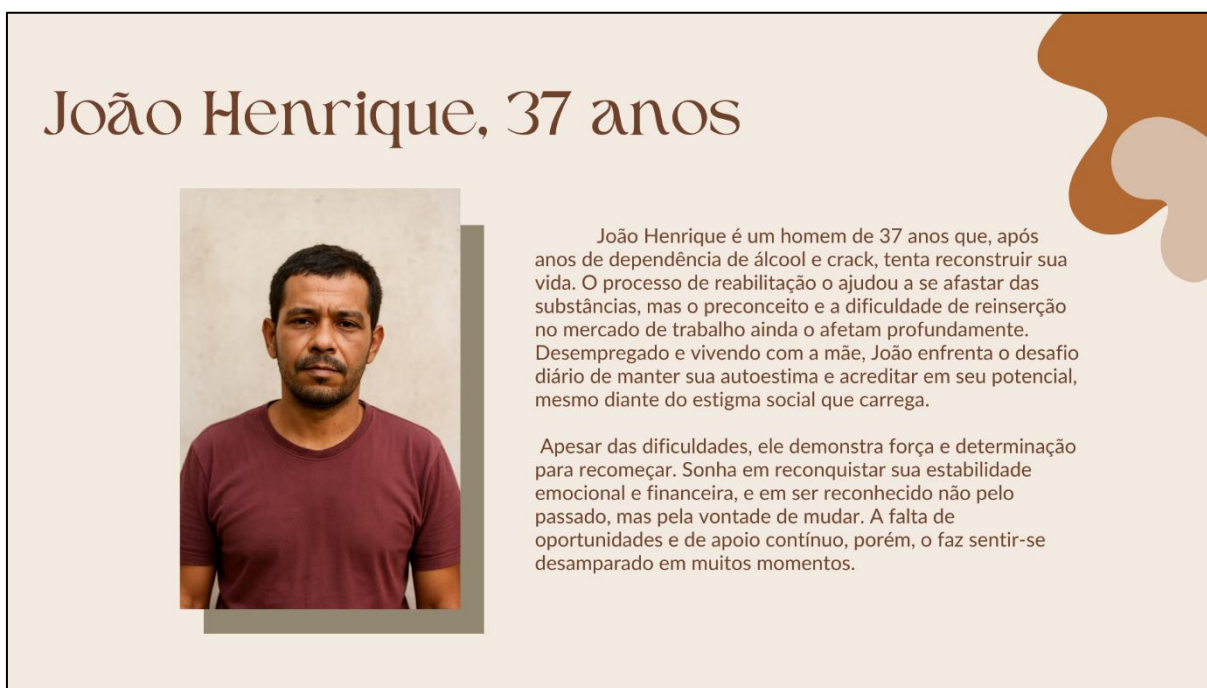 João Henrique, 37 anos
João Henrique é um homem de 37 anos que, após
anos de dependência de álcool e crack, tenta reconstruir sua
vida. O processo de reabilitação o ajudou a se afastar das
substâncias, mas o preconceito e a dificuldade de reinserção
no mercado de trabalho ainda o afetam profundamente.
Desempregado e vivendo com a mãe, João enfrenta o desafio
diário de manter sua autoestima e acreditar em seu potencial,
mesmo diante do estigma social que carrega.
Apesar das dificuldades, ele demonstra força e determinação
para recomeçar. Sonha em reconquistar sua estabilidade
emocional e financeira, e em ser reconhecido não pelo
passado, mas pela vontade de mudar. A falta de
oportunidades e de apoio contínuo, porém, o faz sentir-se
desamparado em muitos momentos.